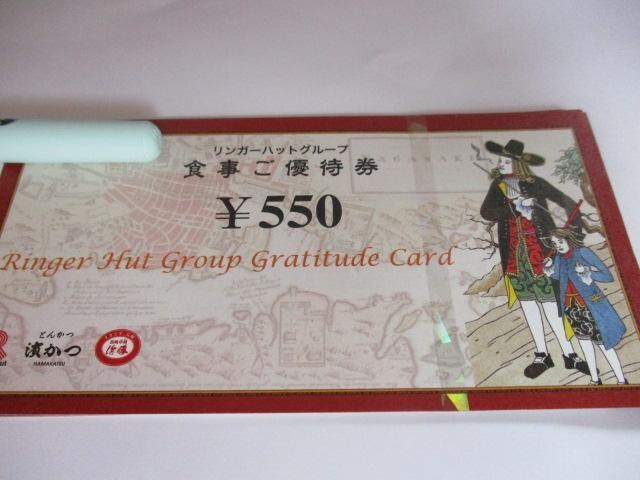 リンガーハットグループ
食事ご優待券
NAGASAKI
¥550
Ringer Hut Group Gratitude Card
とんかつ
濵かつ
HAMAKATSU